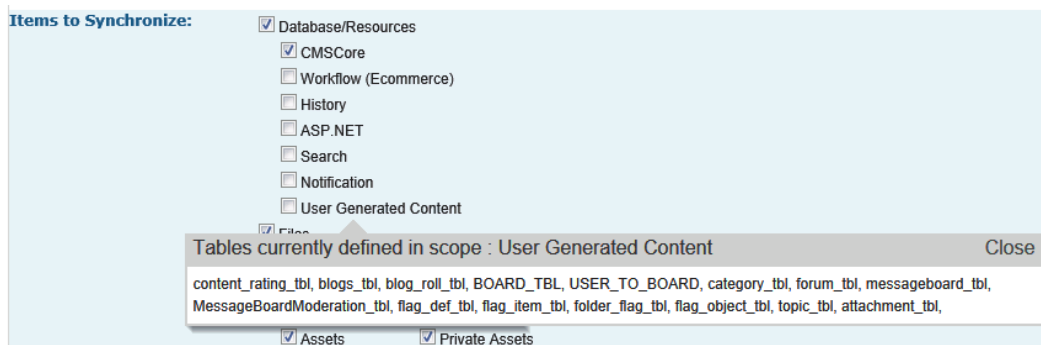 Items to Synchronize:
Database/Resources
CMSCore
Workflow (Ecommerce)
History
ASP.NET
Search
Notification
User Generated Content
Files
Tables currently defined in scope : User Generated Content Close
content_rating_tbl, blogs_tbl, blog_roll_tbl, BOARD_TBL, USER_TO_BOARD, category_tbl, forum_tbl, messageboard_tbl,
MessageBoardModeration_tbl, flag_def_tbl, flag_item_tbl, folder_flag_tbl, flag_object_tbl, topic_tbl, attachment_tbl,
Assets Private Assets